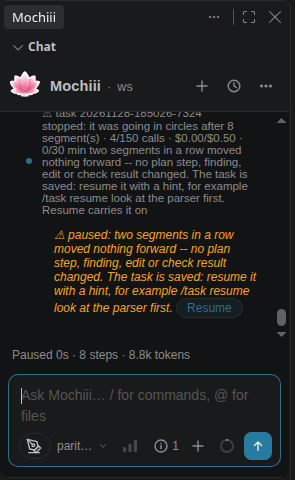 Mochiii
Chat
Mochiii · ws
⚠ task 20261128-185026-7324
stopped: it was going in circles after 8
segment(s) · 4/150 calls · $0.00/$0.50 ·
0/30 min two segments in a row moved
nothing forward -- no plan step, finding,
edit or check result changed. The task is
saved: resume it with a hint, for example
/task resume look at the parser first.
Resume carries it on
⚠ paused: two segments in a row
moved nothing forward -- no plan
step, finding, edit or check result
changed. The task is saved: resume it
with a hint, for example /task resume
look at the parser first. Resume
Paused 0s · 8 steps · 8.8k tokens
Ask Mochiii… / for commands, @ for
files
parit… 1